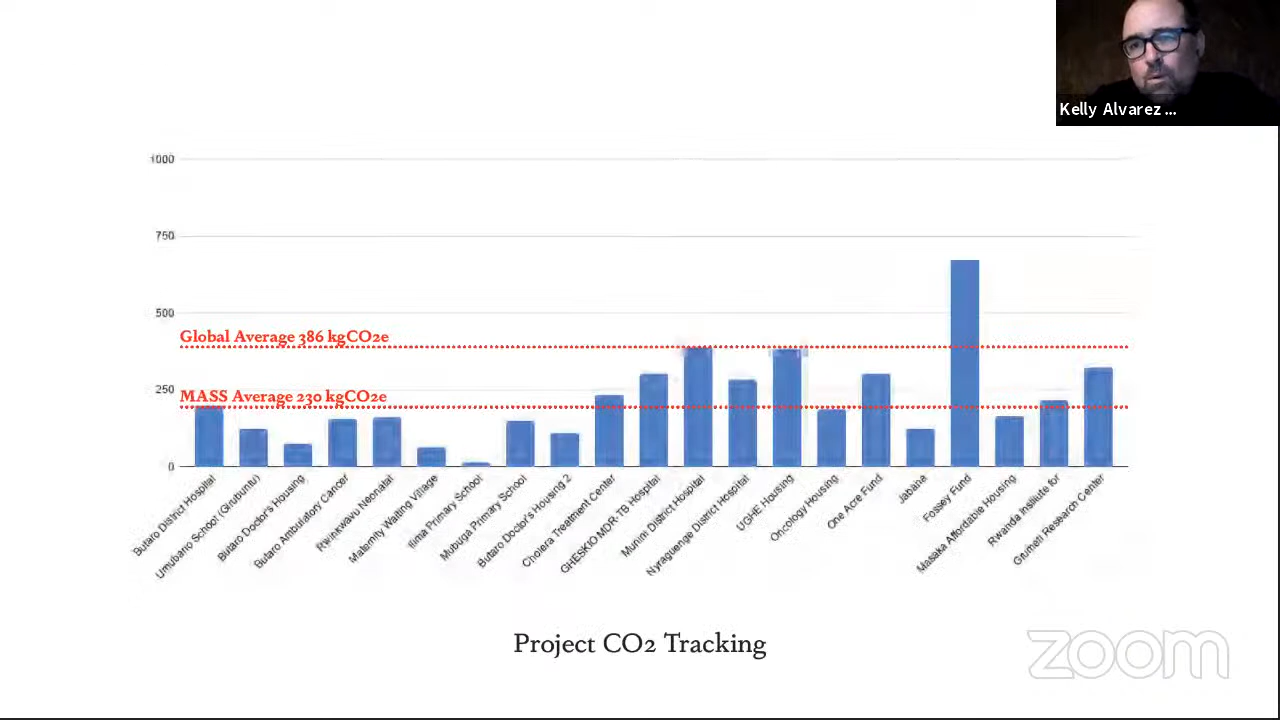 Kelly Alvarez ...
1000
750
500
Global Average 386 kgCO2e
250
MASS Average 230 kgCO2e
0
Butaro District Hospital
Umubano School (Girubuntu)
Butaro Doctor's Housing
Butaro Ambulatory Cancer
Rwinkwavu Neonatal
Maternity Waiting Village
Ilima Primary School
Mubuga Primary School
Butaro Doctor's Housing 2
Cholera Treatment Center
GHESKIO MDR-TB Hospital
Munini District Hospital
Nyarugenge District Hospital
UGHE Housing
Oncology Housing
One Acre Fund
Fossey Fund
Masaka Affordable Housing
Rwanda Institute for
Grumeti Research Center
Project CO2 Tracking
zoom